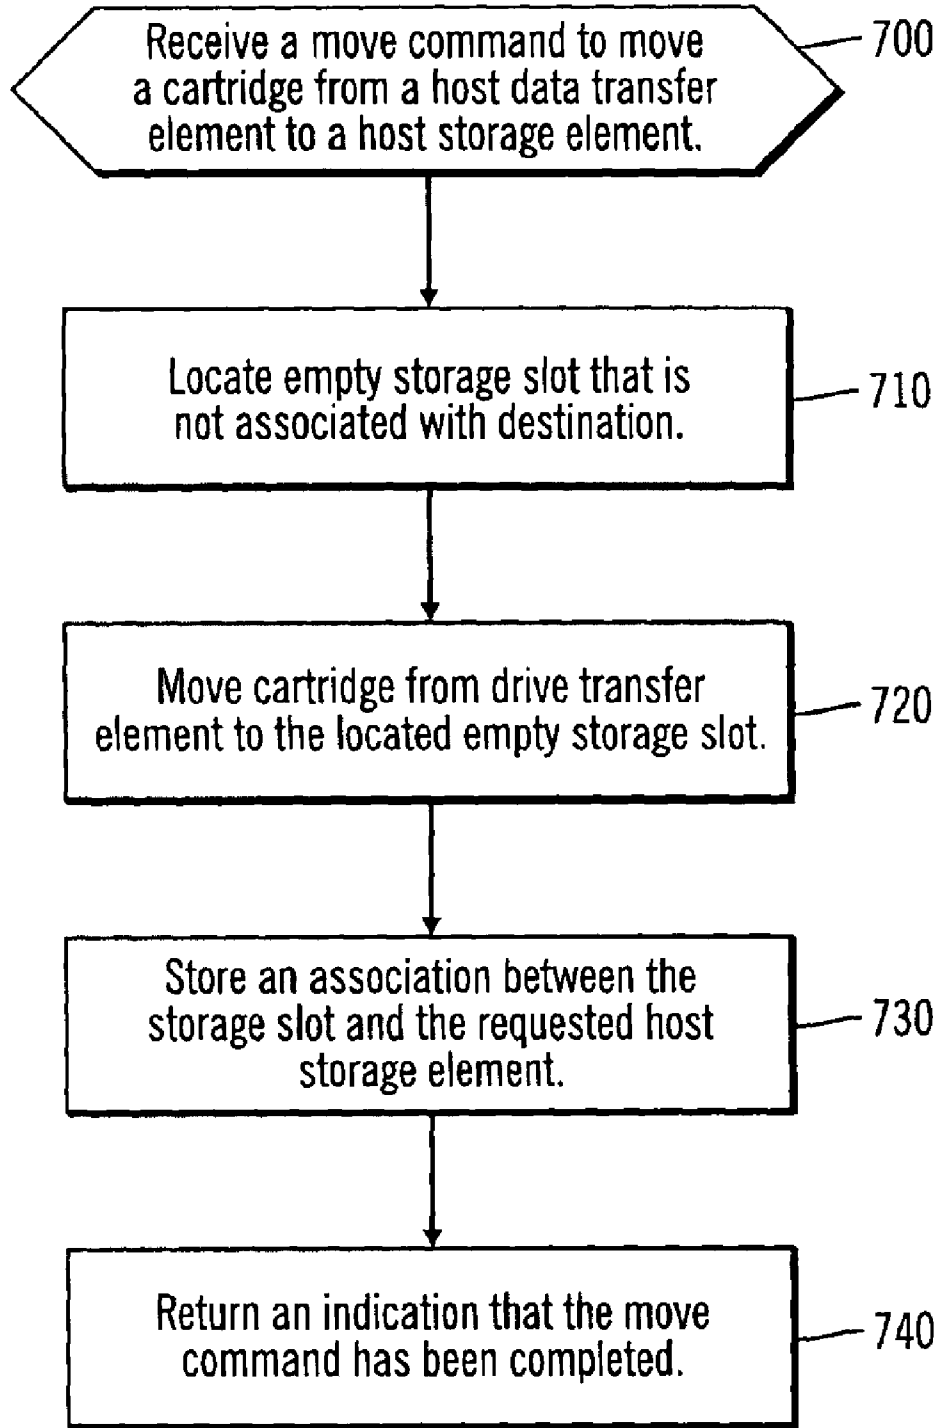 Receive a move command to move
a cartridge from a host data transfer
element to a host storage element.
700
Locate empty storage slot that is
not associated with destination.
710
Move cartridge from drive transfer
element to the located empty storage slot.
720
Store an association between the
storage slot and the requested host
storage element.
730
Return an indication that the move
command has been completed.
740